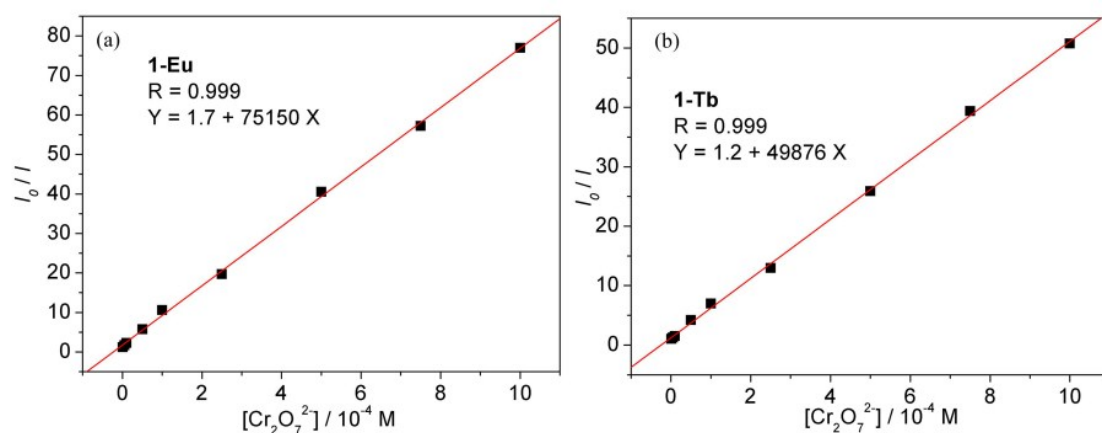 (a)
1-Eu
R = 0.999
Y = 1.7 + 75150 X
I₀ / I
80
70
60
50
40
30
20
10
0
0 2 4 6 8 10
[Cr₂O₇²⁻] / 10⁻⁴ M
(b)
1-Tb
R = 0.999
Y = 1.2 + 49876 X
I₀ / I
50
40
30
20
10
0
0 2 4 6 8 10
[Cr₂O₇²⁻] / 10⁻⁴ M